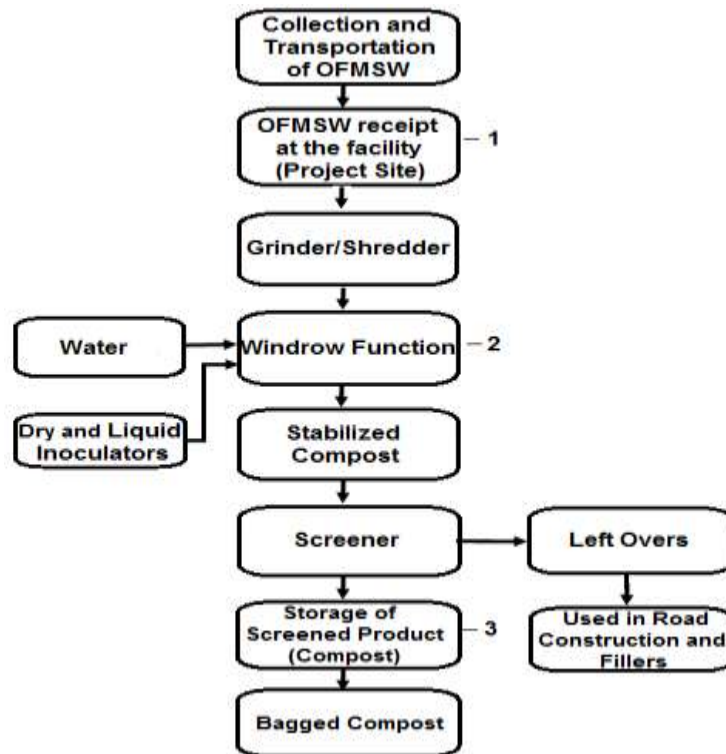 Collection and
Transportation
of OFMSW
OFMSW receipt
at the facility
(Project Site)
1
Grinder/Shredder
Water
Windrow Function
2
Dry and Liquid
Inoculators
Stabilized
Compost
Screener
Left Overs
Storage of
Screened Product
(Compost)
3
Used in Road
Construction and
Fillers
Bagged Compost